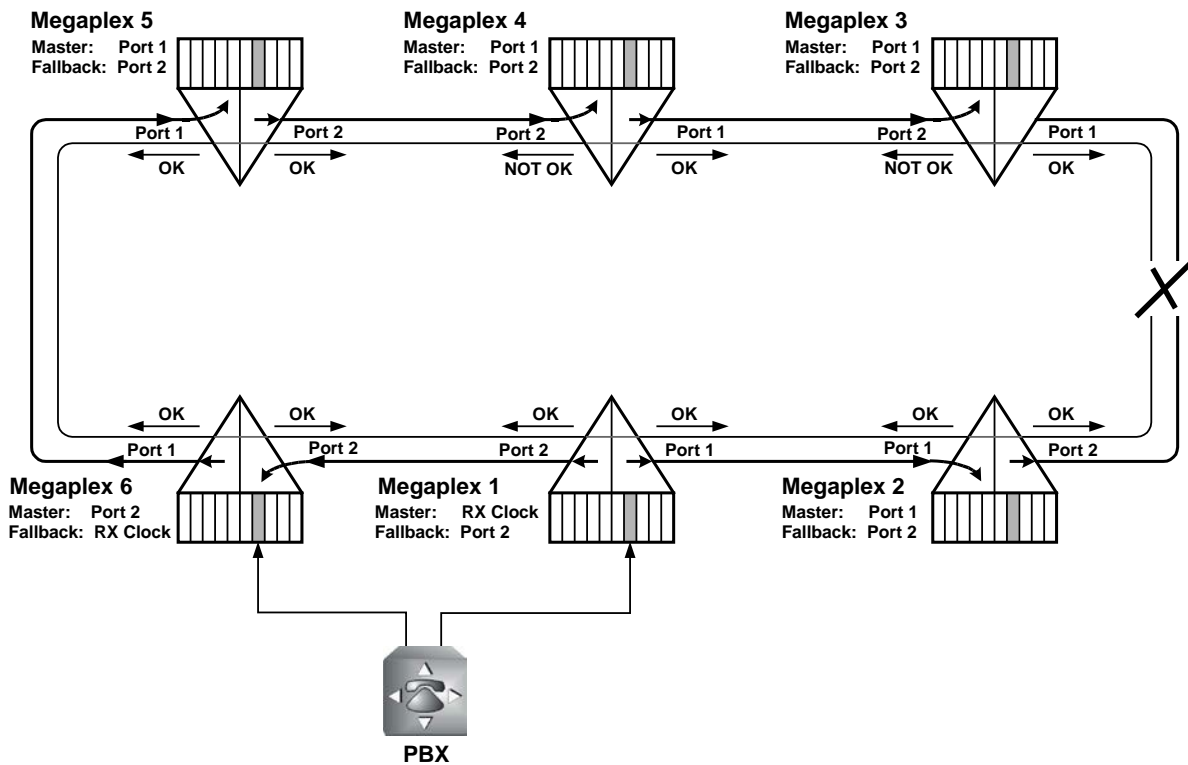 Megaplex 5
Master: Port 1
Fallback: Port 2
Megaplex 4
Master: Port 1
Fallback: Port 2
Megaplex 3
Master: Port 1
Fallback: Port 2
Port 1
Port 2
Port 2
Port 1
Port 2
Port 1
OK
OK
NOT OK
OK
NOT OK
OK
OK
OK
OK
OK
OK
OK
Port 1
Port 2
Port 2
Port 1
Port 1
Port 2
Megaplex 6
Master: Port 2
Fallback: RX Clock
Megaplex 1
Master: RX Clock
Fallback: Port 2
Megaplex 2
Master: Port 1
Fallback: Port 2
PBX